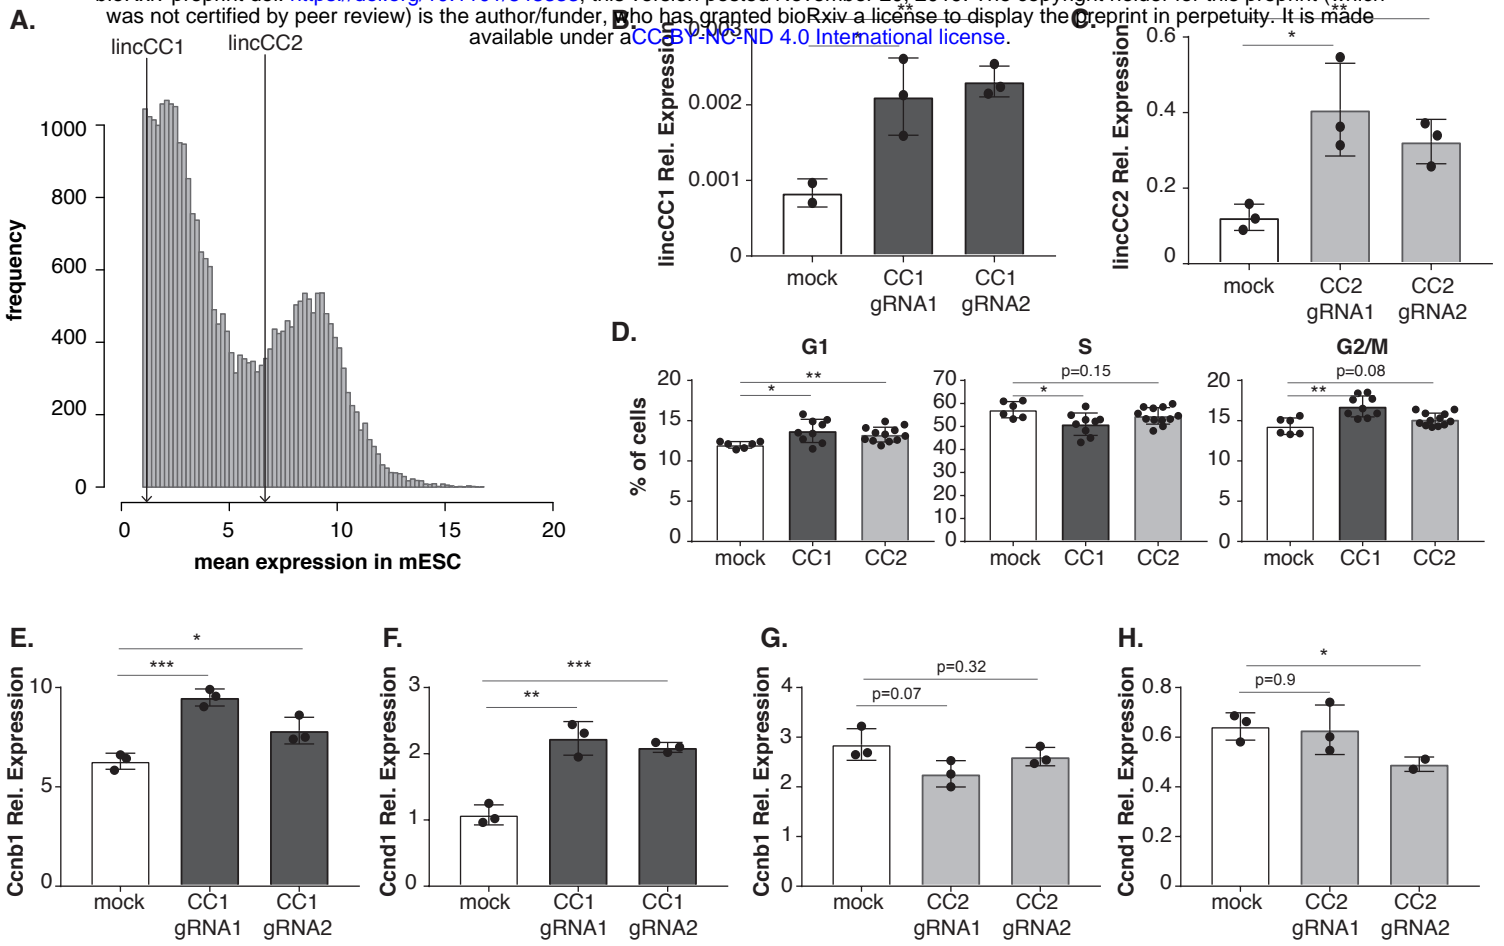 was not certified by peer review) is the author/funder, who has granted bioRxiv a license to display the preprint in perpetuity. It is made
available under aCC-BY-NC-ND 4.0 International license.
A.
lincCC1
lincCC2
frequency
1000
800
600
400
200
0
0 5 10 15 20
mean expression in mESC
B.
**
*
lincCC1 Rel. Expression
0.003
0.002
0.001
0
mock
CC1 gRNA1
CC1 gRNA2
C.
**
*
lincCC2 Rel. Expression
0.6
0.4
0.2
0
mock
CC2 gRNA1
CC2 gRNA2
D.
% of cells
G1
**
*
20
15
10
5
0
mock CC1 CC2
S
p=0.15
*
70
60
50
40
30
20
10
0
mock CC1 CC2
G2/M
p=0.08
**
20
15
10
5
0
mock CC1 CC2
E.
*
***
Ccnb1 Rel. Expression
10
5
0
mock
CC1 gRNA1
CC1 gRNA2
F.
***
**
Ccnd1 Rel. Expression
3
2
1
0
mock
CC1 gRNA1
CC1 gRNA2
G.
p=0.32
p=0.07
Ccnb1 Rel. Expression
4
3
2
1
0
mock
CC2 gRNA1
CC2 gRNA2
H.
*
p=0.9
Ccnd1 Rel. Expression
0.8
0.6
0.4
0.2
0
mock
CC2 gRNA1
CC2 gRNA2